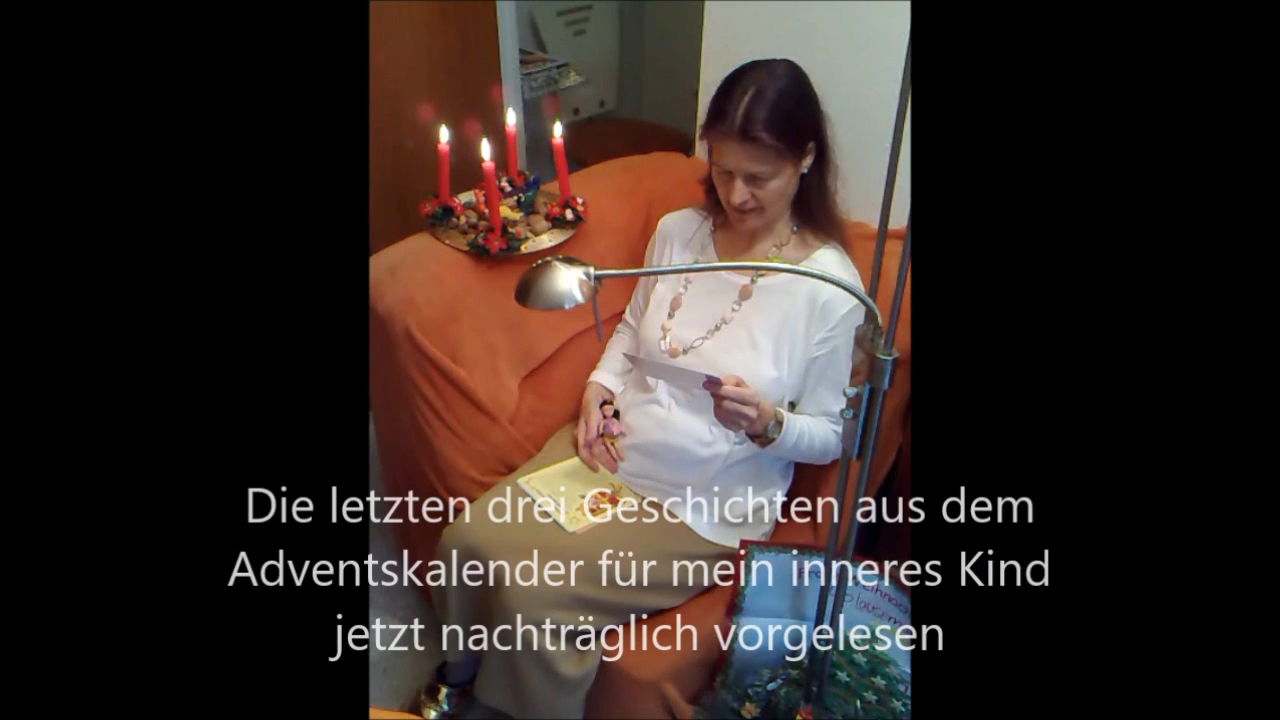 Die letzten drei Geschichten aus dem
Adventskalender für mein inneres Kind
jetzt nachträglich vorgelesen